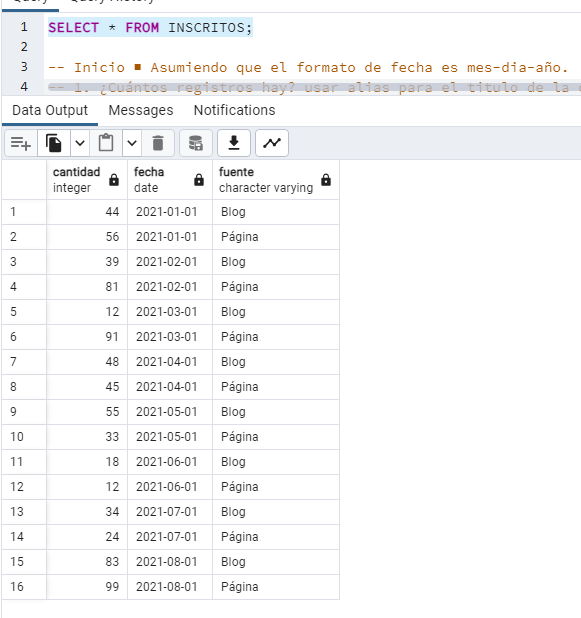 Query Query History
1 SELECT * FROM INSCRITOS;
2
3 -- Inicio ■ Asumiendo que el formato de fecha es mes-dia-año.
4 -- 1. ¿Cuántos registros hay? usar alias para el titulo de la
Data Output Messages Notifications
cantidad integer fecha date fuente character varying
1 44 2021-01-01 Blog
2 56 2021-01-01 Página
3 39 2021-02-01 Blog
4 81 2021-02-01 Página
5 12 2021-03-01 Blog
6 91 2021-03-01 Página
7 48 2021-04-01 Blog
8 45 2021-04-01 Página
9 55 2021-05-01 Blog
10 33 2021-05-01 Página
11 18 2021-06-01 Blog
12 12 2021-06-01 Página
13 34 2021-07-01 Blog
14 24 2021-07-01 Página
15 83 2021-08-01 Blog
16 99 2021-08-01 Página